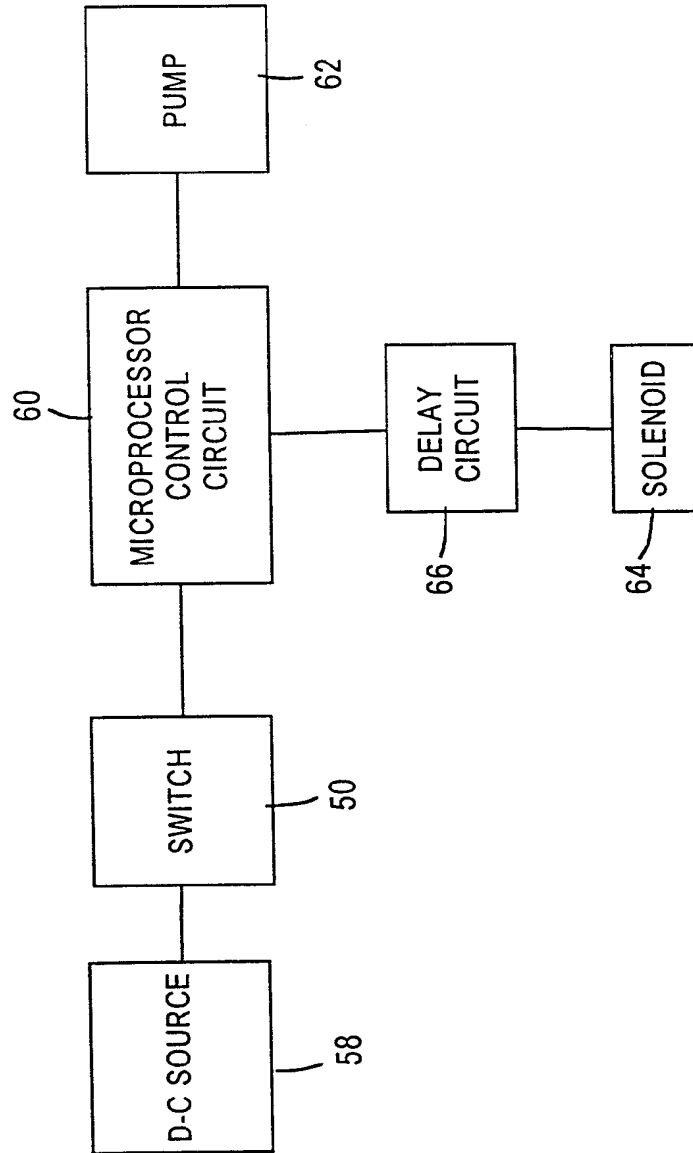 D-C SOURCE
58
SWITCH
50
60
MICROPROCESSOR
CONTROL
CIRCUIT
PUMP
62
DELAY
CIRCUIT
66
SOLENOID
64